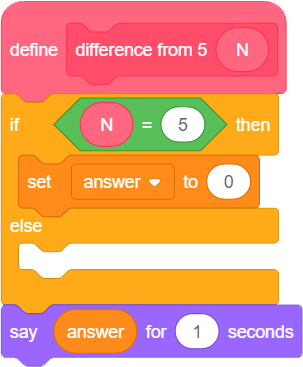 define difference from 5 N
if N = 5 then
set answer to 0
else
say answer for 1 seconds